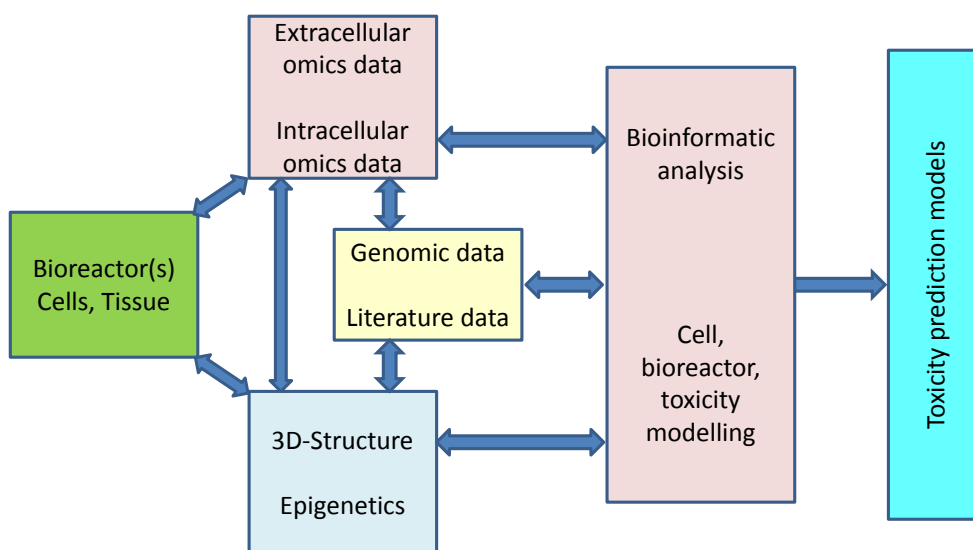 Extracellular
omics data
Intracellular
omics data
Bioreactor(s)
Cells, Tissue
Genomic data
Literature data
3D-Structure
Epigenetics
Bioinformatic
analysis
Cell,
bioreactor,
toxicity
modelling
Toxicity prediction models